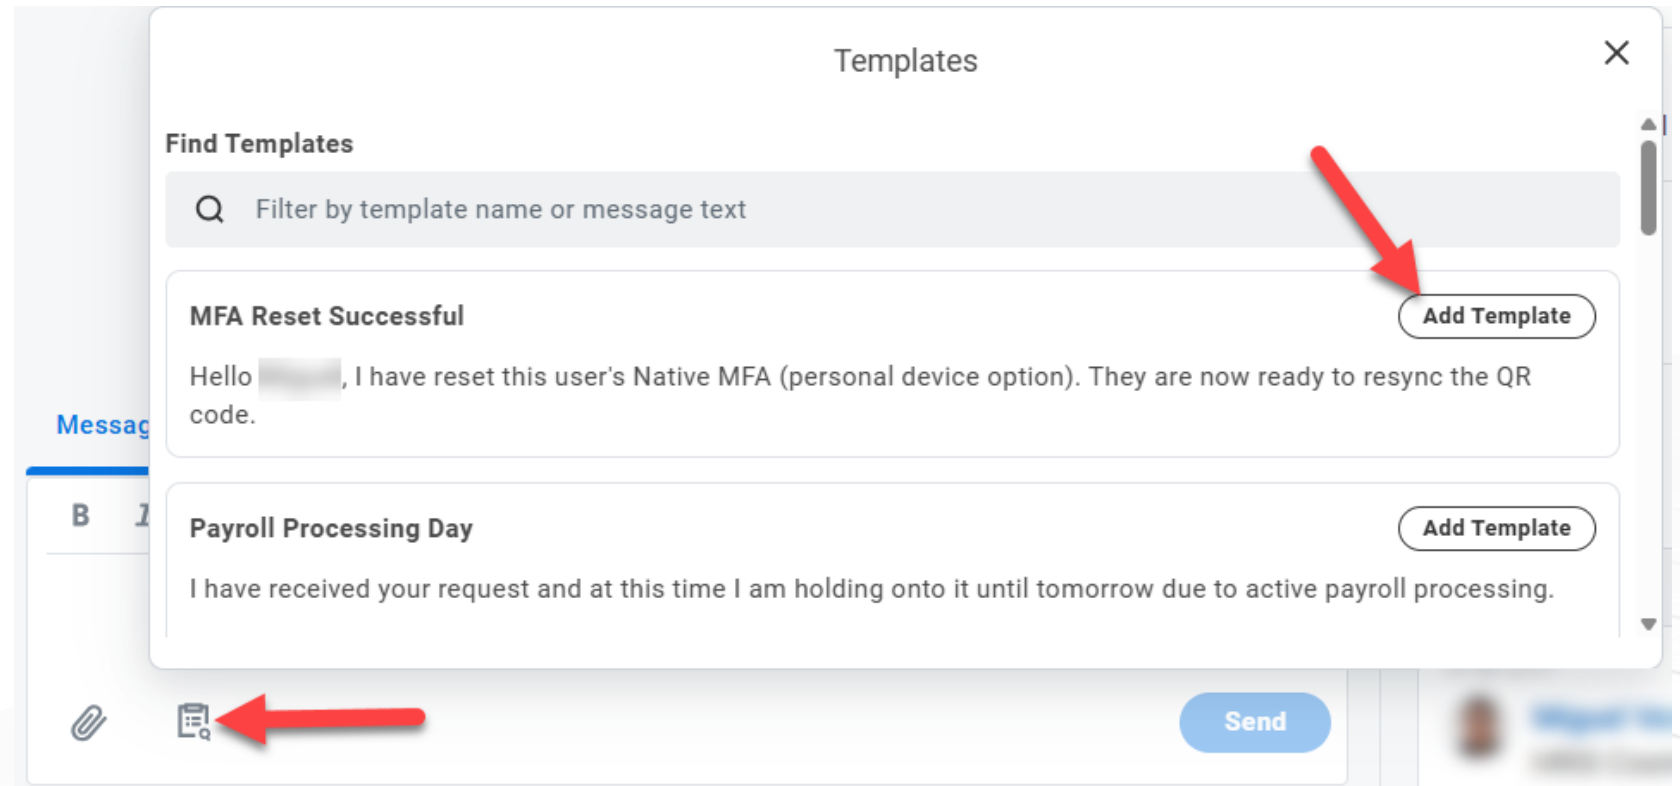 Templates
Find Templates
Filter by template name or message text
MFA Reset Successful
Add Template
Hello , I have reset this user's Native MFA (personal device option). They are now ready to resync the QR
code.
Payroll Processing Day
Add Template
I have received your request and at this time I am holding onto it until tomorrow due to active payroll processing.
Messag
B I
Send